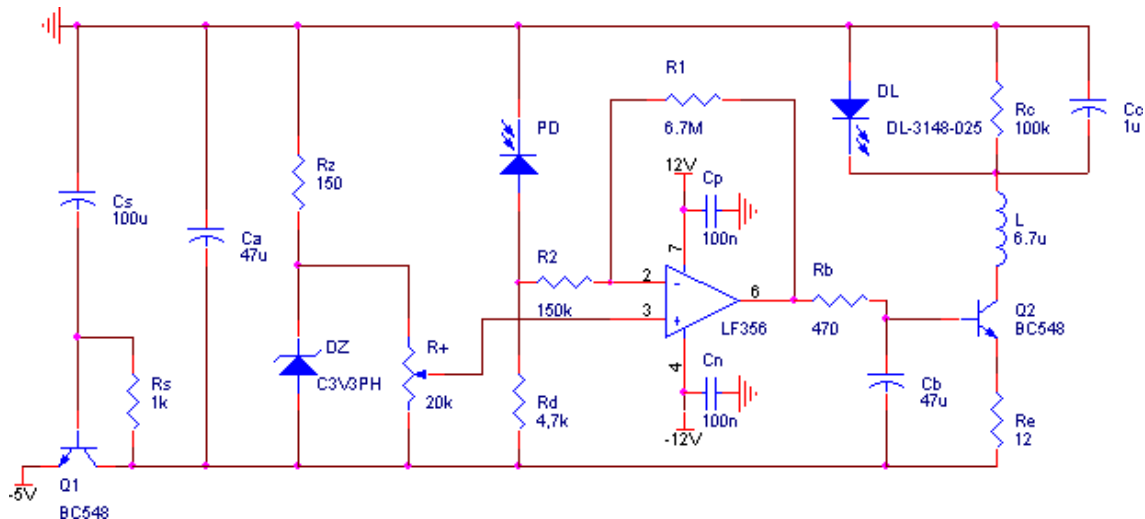 R1
6.7M
PD
DL
DL-3148-025
Rc
100k
Cc
1u
Rz
150
Cs
100u
Ca
47u
12V
Cp
100n
7
R2
150k
2
-
3
+
6
LF356
Rb
470
L
6.7u
Q2
BC548
DZ
C3V3PH
R+
20k
Rs
1k
Rd
4,7k
4
Cn
100n
-12V
Cb
47u
Re
12
-5V
Q1
BC548